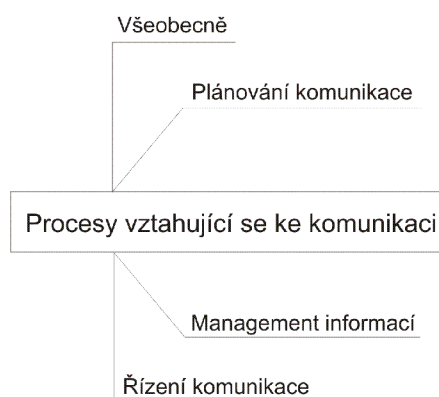 Všeobecně
Plánování komunikace
Procesy vztahující se ke komunikaci
Management informací
Řízení komunikace